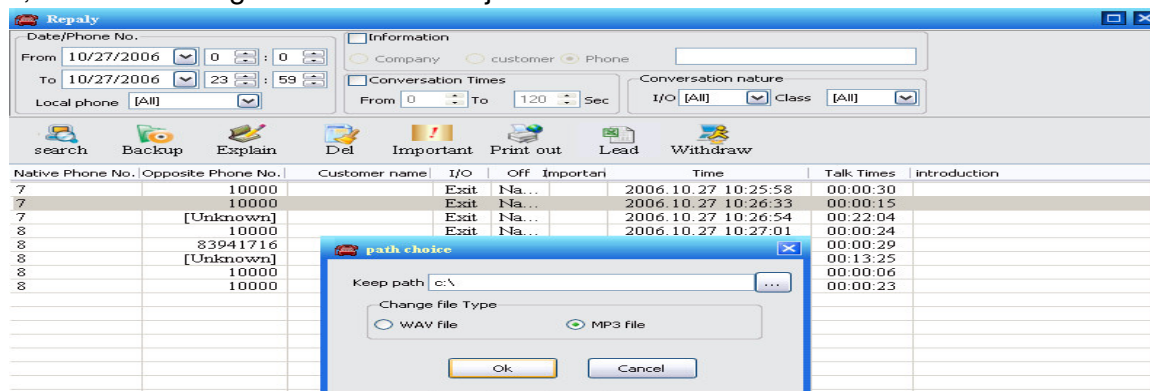 Repaly
Date/Phone No.
From 10/27/2006 0 : 0
To 10/27/2006 23 : 59
Local phone [All]
Information
Company customer Phone
Conversation Times
From 0 To 120 Sec
Conversation nature
I/O [All] Class [All]
search Backup Explain Del Important Print out Lead Withdraw
Native Phone No. Opposite Phone No. Customer name I/O Off Importan Time Talk Times introduction
7 10000 Exit Na... 2006.10.27 10:25:58 00:00:30
7 10000 Exit Na... 2006.10.27 10:26:33 00:00:15
7 [Unknown] Exit Na... 2006.10.27 10:26:54 00:22:04
8 10000 Exit Na... 2006.10.27 10:27:01 00:00:24
8 83941716 00:00:29
8 [Unknown] 00:13:25
8 10000 00:00:06
8 10000 00:00:23
path choice
Keep path c:\ ...
Change file Type
WAV file MP3 file
Ok Cancel